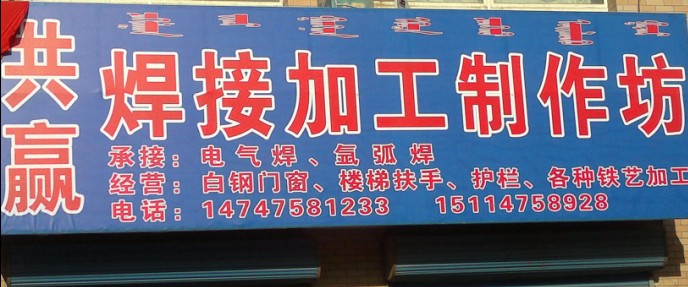 共赢
焊接加工制作坊
承接：电气焊、氩弧焊
经营：白钢门窗、楼梯扶手、护栏、各种铁艺加工
电话：14747581233 15114758928